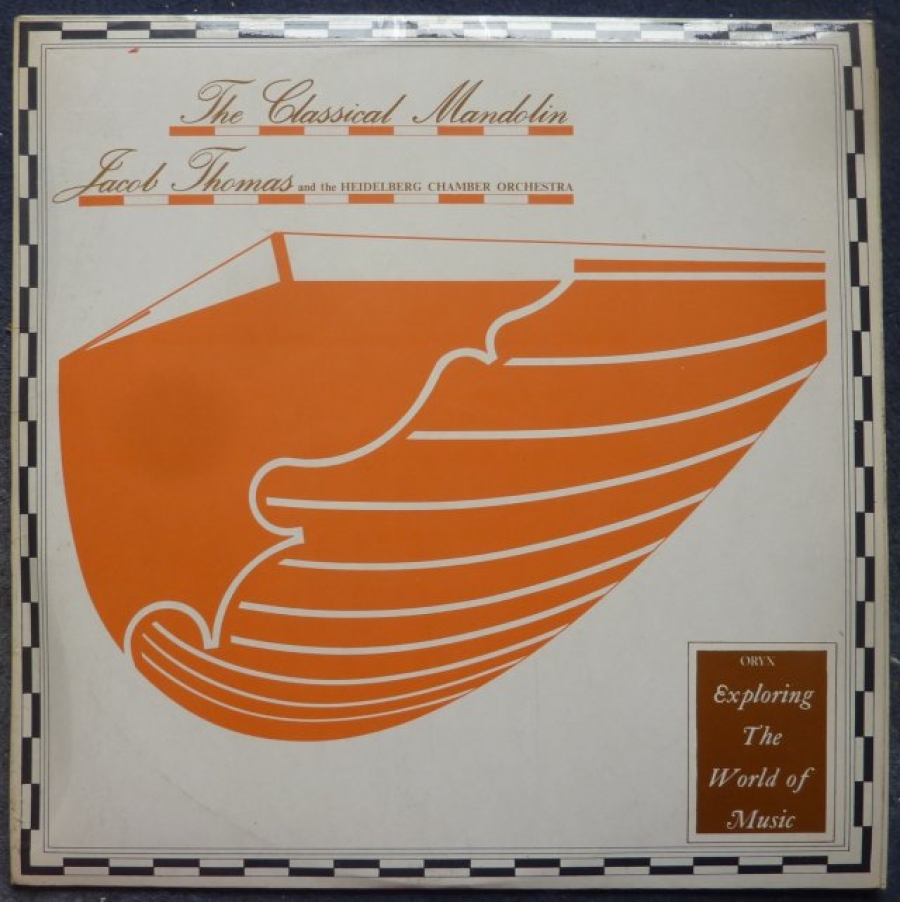 The Classical Mandolin
Jacob Thomas and the HEIDELBERG CHAMBER ORCHESTRA
ORYX
Exploring
The
World of
Music